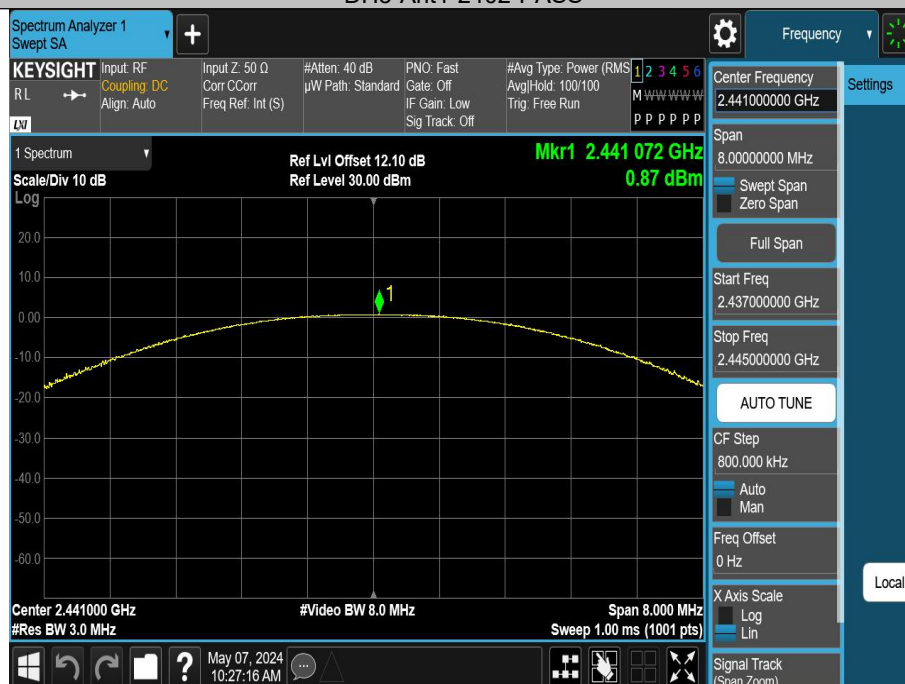 Spectrum Analyzer 1
Swept SA
Frequency
KEYSIGHT
RL
LXI
Input: RF
Coupling: DC
Align: Auto
Input Z: 50 Ω
Corr CCorr
Freq Ref: Int (S)
#Atten: 40 dB
µW Path: Standard
PNO: Fast
Gate: Off
IF Gain: Low
Sig Track: Off
#Avg Type: Power (RMS
Avg|Hold: 100/100
Trig: Free Run
1 2 3 4 5 6
M W W W W W
P P P P P P
1 Spectrum
Scale/Div 10 dB
Log
Ref Lvl Offset 12.10 dB
Ref Level 30.00 dBm
Mkr1 2.441 072 GHz
0.87 dBm
20.0
10.0
0.00
-10.0
-20.0
-30.0
-40.0
-50.0
-60.0
1
Center 2.441000 GHz
#Res BW 3.0 MHz
#Video BW 8.0 MHz
Span 8.000 MHz
Sweep 1.00 ms (1001 pts)
Center Frequency
2.441000000 GHz
Settings
Span
8.00000000 MHz
Swept Span
Zero Span
Full Span
Start Freq
2.437000000 GHz
Stop Freq
2.445000000 GHz
AUTO TUNE
CF Step
800.000 kHz
Auto
Man
Freq Offset
0 Hz
X Axis Scale
Log
Lin
Signal Track
(Span Zoom)
Local
?
May 07, 2024
10:27:16 AM